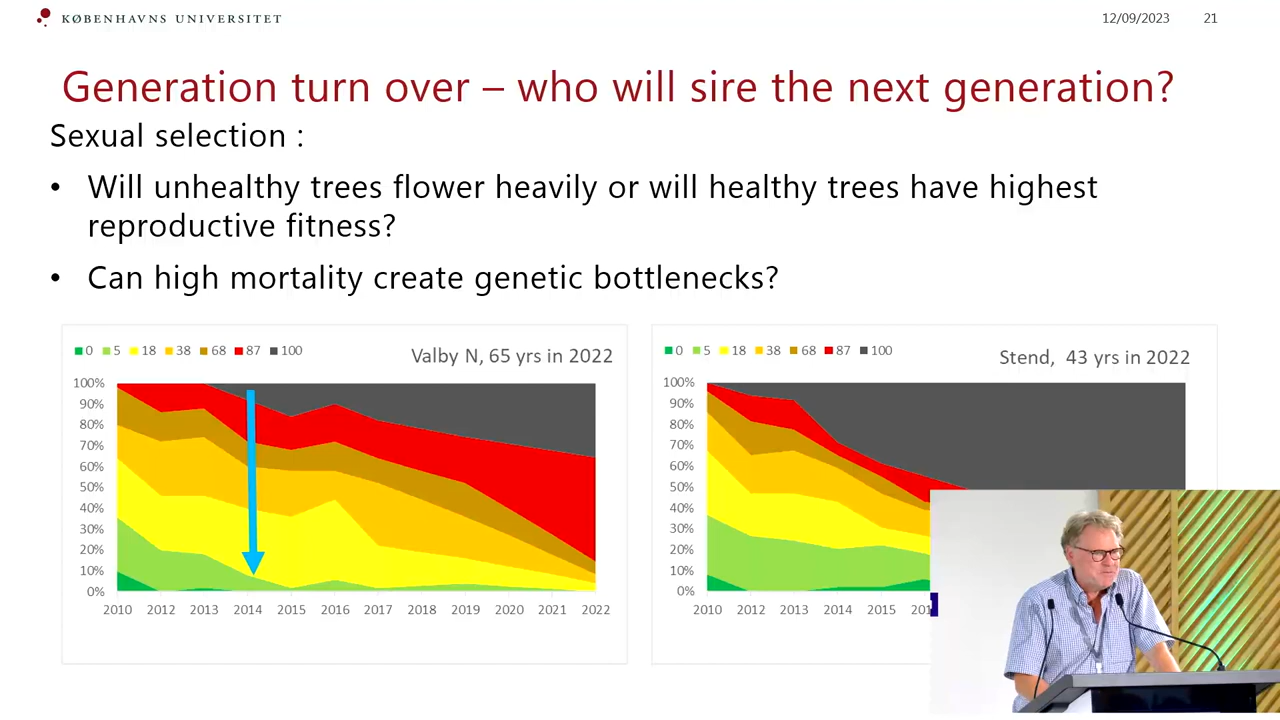 KØBENHAVNS UNIVERSITET
12/09/2023 21
Generation turn over – who will sire the next generation?
Sexual selection :
• Will unhealthy trees flower heavily or will healthy trees have highest
reproductive fitness?
• Can high mortality create genetic bottlenecks?
0 5 18 38 68 87 100
Valby N, 65 yrs in 2022
100%
90%
80%
70%
60%
50%
40%
30%
20%
10%
0%
2010 2012 2013 2014 2015 2016 2017 2018 2019 2020 2021 2022
0 5 18 38 68 87 100
Stend, 43 yrs in 2022
100%
90%
80%
70%
60%
50%
40%
30%
20%
10%
0%
2010 2012 2013 2014 2015